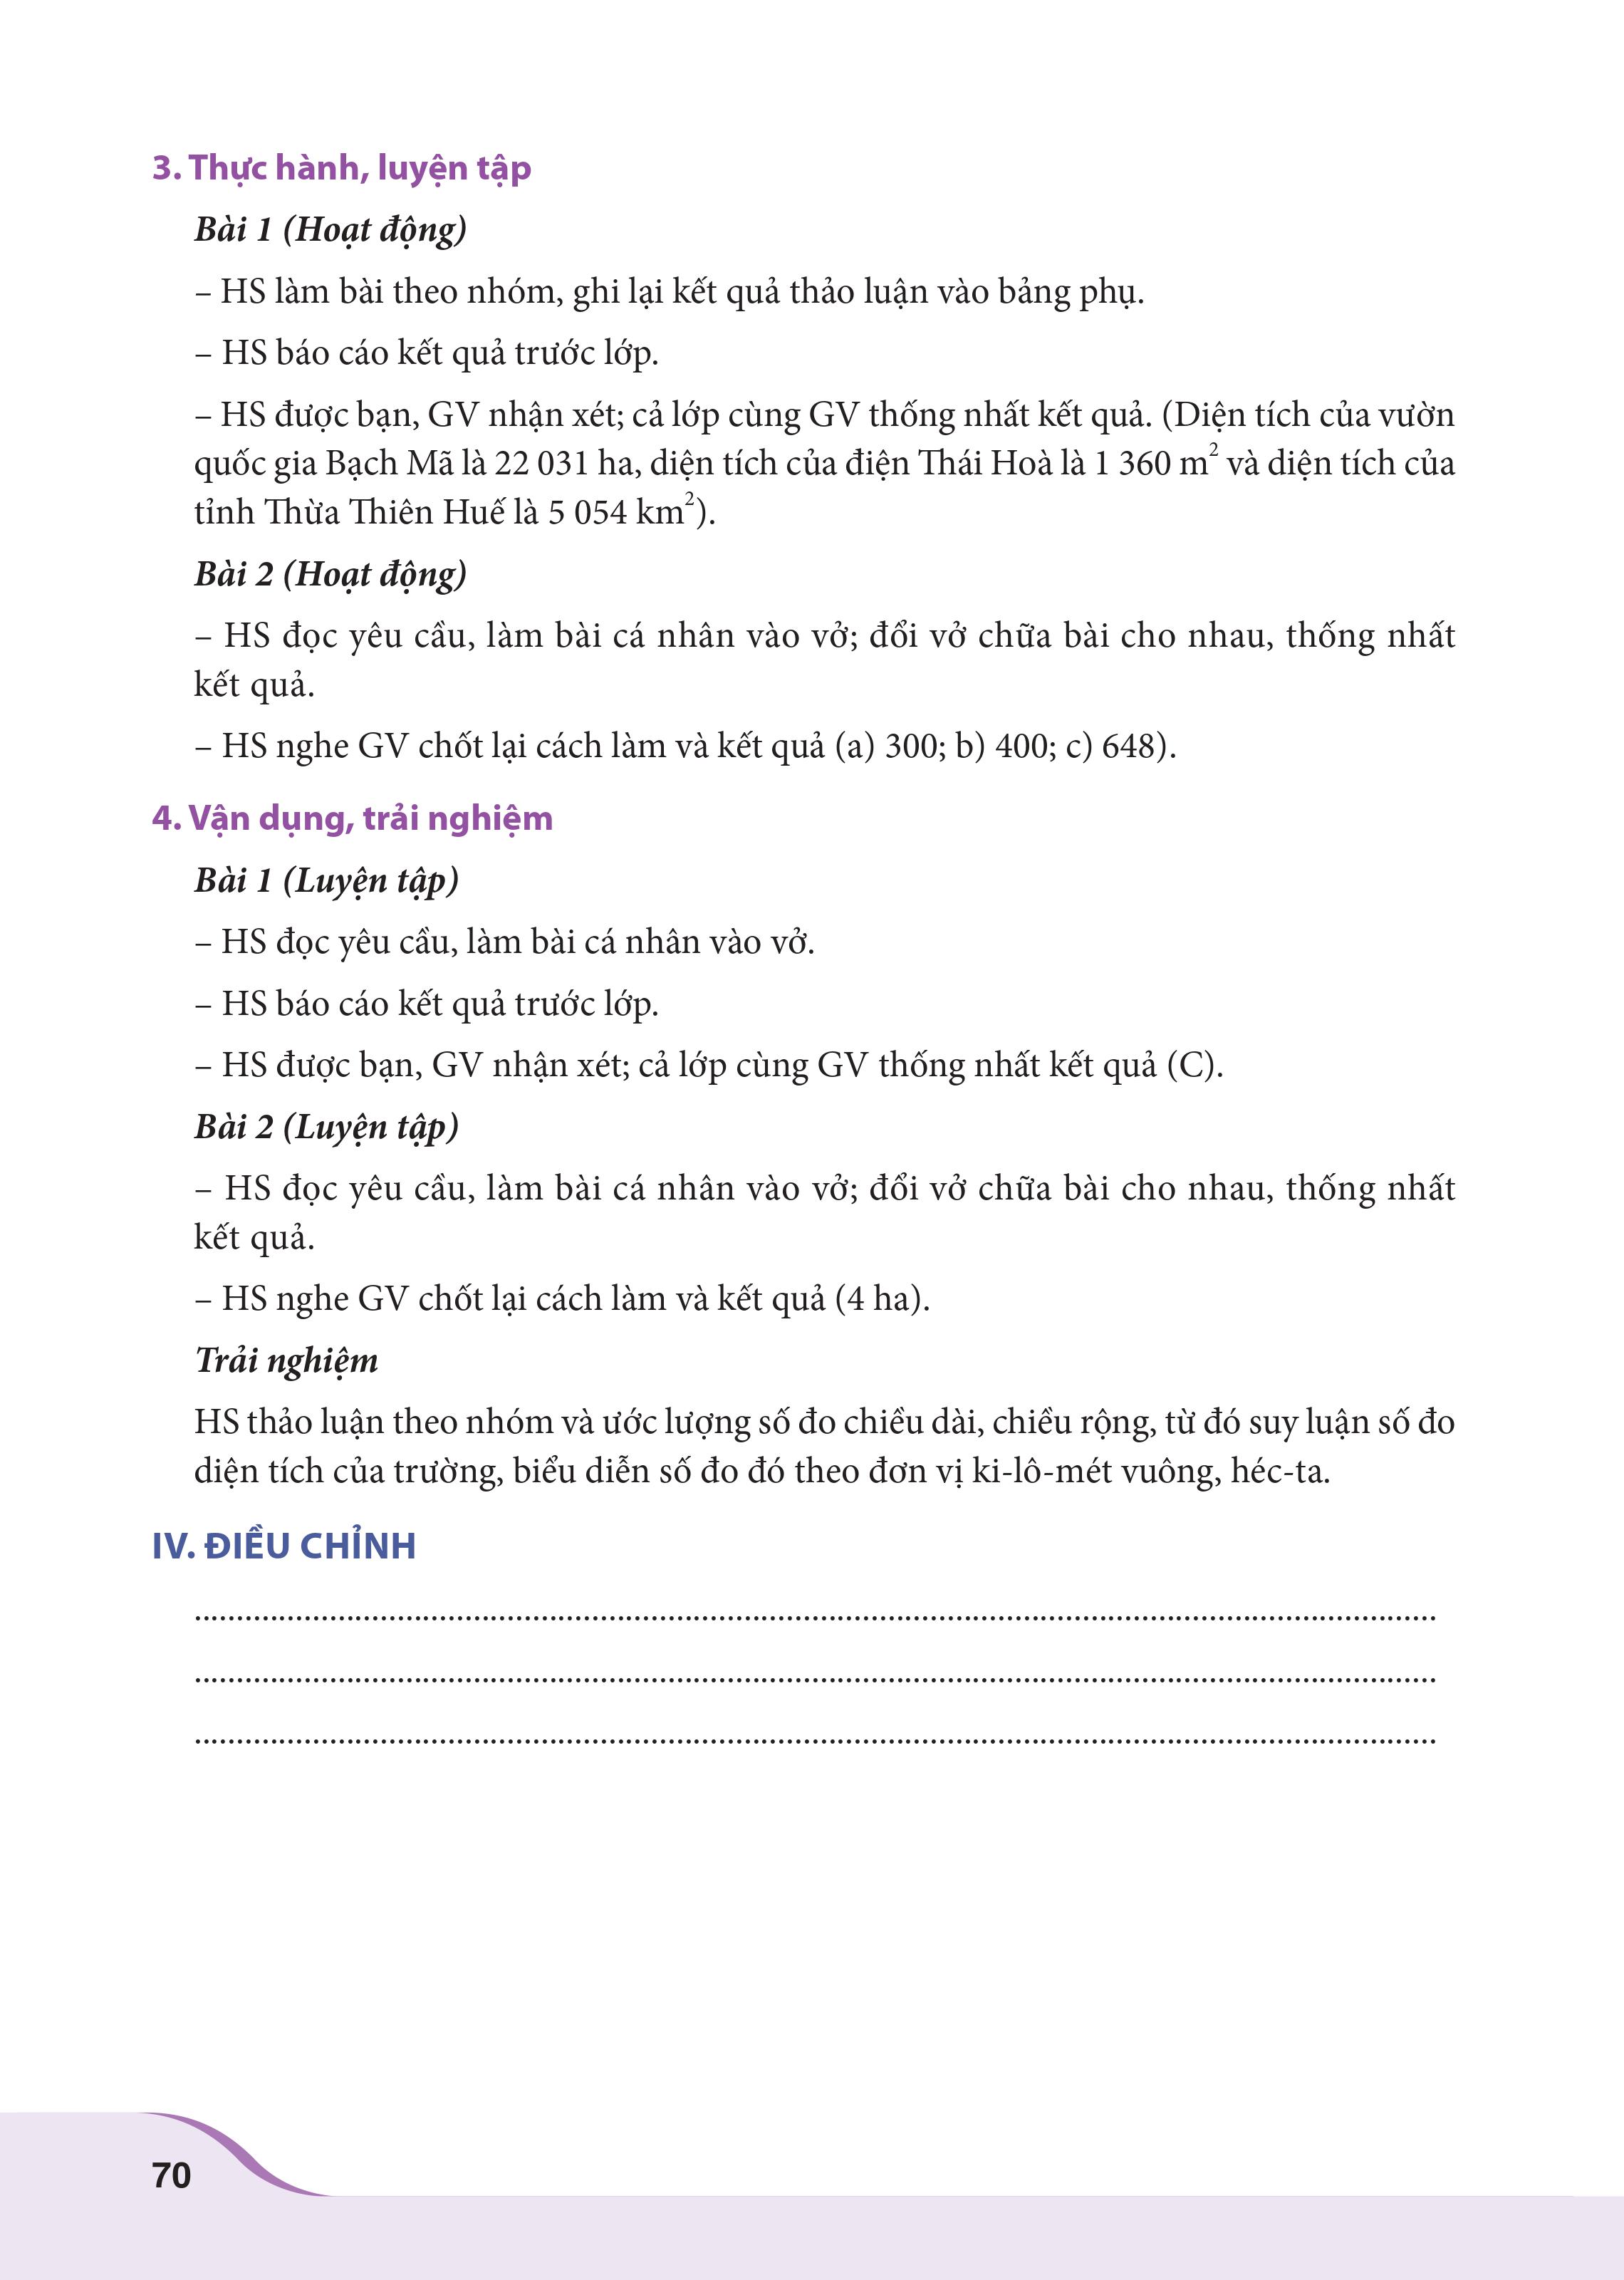 3. Thực hành, luyện tập
Bài 1 (Hoạt động)
– HS làm bài theo nhóm, ghi lại kết quả thảo luận vào bảng phụ.
– HS báo cáo kết quả trước lớp.
– HS được bạn, GV nhận xét; cả lớp cùng GV thống nhất kết quả. (Diện tích của vườn
quốc gia Bạch Mã là 22 031 ha, diện tích của điện Thái Hoà là 1 360 m² và diện tích của
tỉnh Thừa Thiên Huế là 5 054 km²).
Bài 2 (Hoạt động)
– HS đọc yêu cầu, làm bài cá nhân vào vở; đổi vở chữa bài cho nhau, thống nhất
kết quả.
– HS nghe GV chốt lại cách làm và kết quả (a) 300; b) 400; c) 648).
4. Vận dụng, trải nghiệm
Bài 1 (Luyện tập)
– HS đọc yêu cầu, làm bài cá nhân vào vở.
– HS báo cáo kết quả trước lớp.
– HS được bạn, GV nhận xét; cả lớp cùng GV thống nhất kết quả (C).
Bài 2 (Luyện tập)
– HS đọc yêu cầu, làm bài cá nhân vào vở; đổi vở chữa bài cho nhau, thống nhất
kết quả.
– HS nghe GV chốt lại cách làm và kết quả (4 ha).
Trải nghiệm
HS thảo luận theo nhóm và ước lượng số đo chiều dài, chiều rộng, từ đó suy luận số đo
diện tích của trường, biểu diễn số đo đó theo đơn vị ki-lô-mét vuông, héc-ta.
IV. ĐIỀU CHỈNH
70